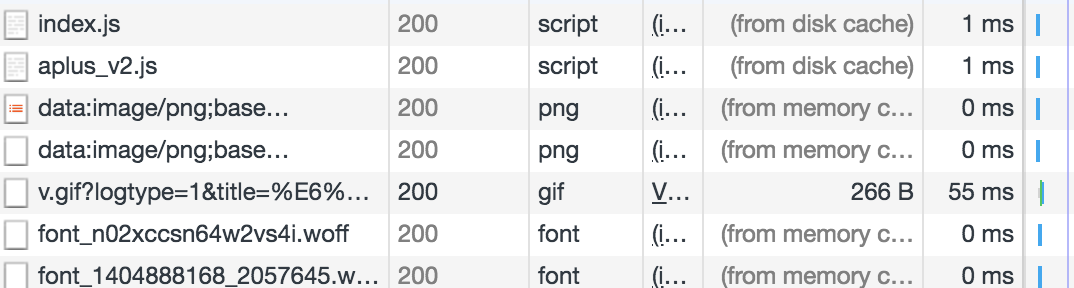 index.js 200 script (i... (from disk cache) 1 ms
aplus_v2.js 200 script (i... (from disk cache) 1 ms
data:image/png;base... 200 png (i... (from memory c... 0 ms
data:image/png;base... 200 png (i... (from memory c... 0 ms
v.gif?logtype=1&title=%E6%... 200 gif V... 266 B 55 ms
font_n02xccsn64w2vs4i.woff 200 font (i... (from memory c... 0 ms
font_1404888168_2057645.w... 200 font (i... (from memory c... 0 ms